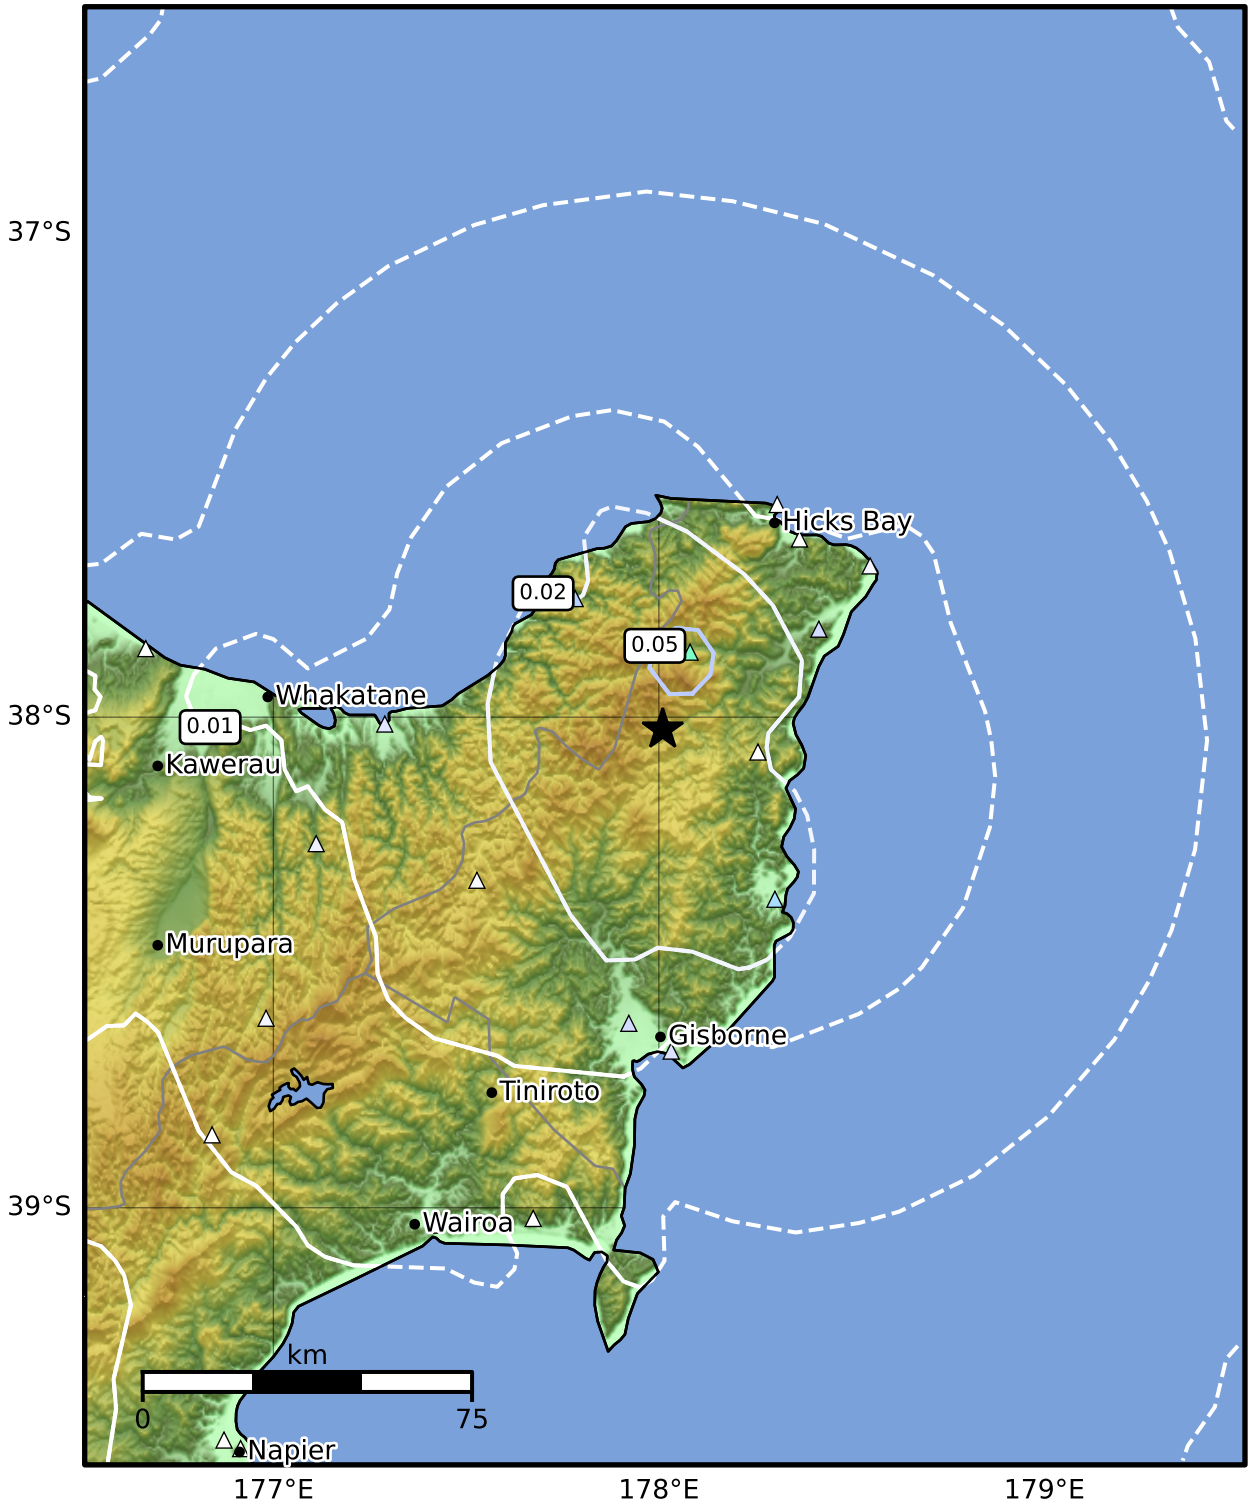 37°S
Hicks Bay
0.02
0.05
Whakatane
38°S
0.01
Kawerau
Murupara
Gisborne
Tiniroto
39°S
Wairoa
km
0
75
Napier
177°E
178°E
179°E